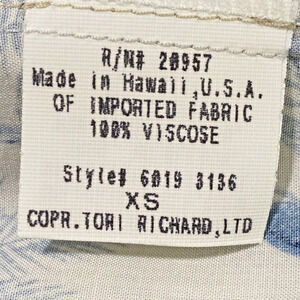 R/N# 20957
Made in Hawaii,U.S.A.
OF IMPORTED FABRIC
100% VISCOSE
Style# 6019 3136
XS
COPR.TORI RICHARD,LTD